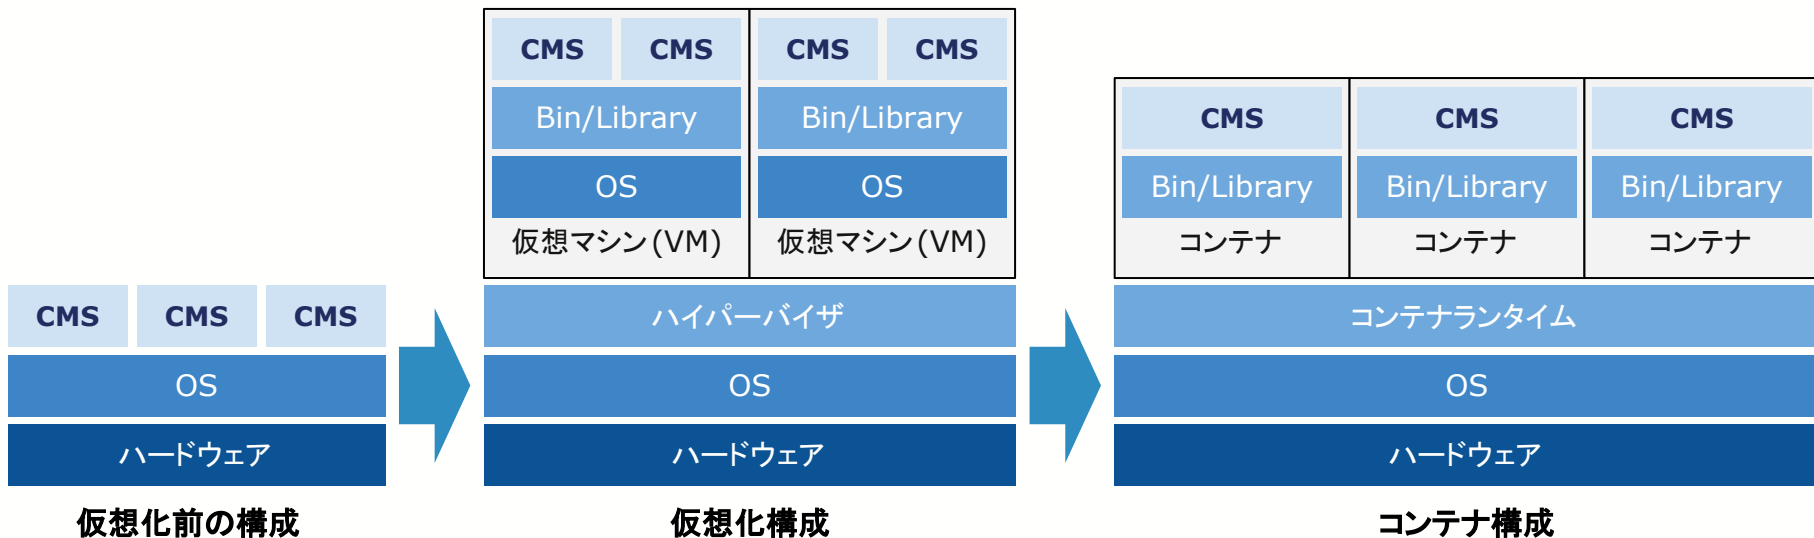 CMS CMS CMS
OS
ハードウェア
仮想化前の構成
CMS CMS CMS CMS
Bin/Library Bin/Library
OS OS
仮想マシン(VM) 仮想マシン(VM)
ハイパーバイザ
OS
ハードウェア
仮想化構成
CMS CMS CMS
Bin/Library Bin/Library Bin/Library
コンテナ コンテナ コンテナ
コンテナランタイム
OS
ハードウェア
コンテナ構成